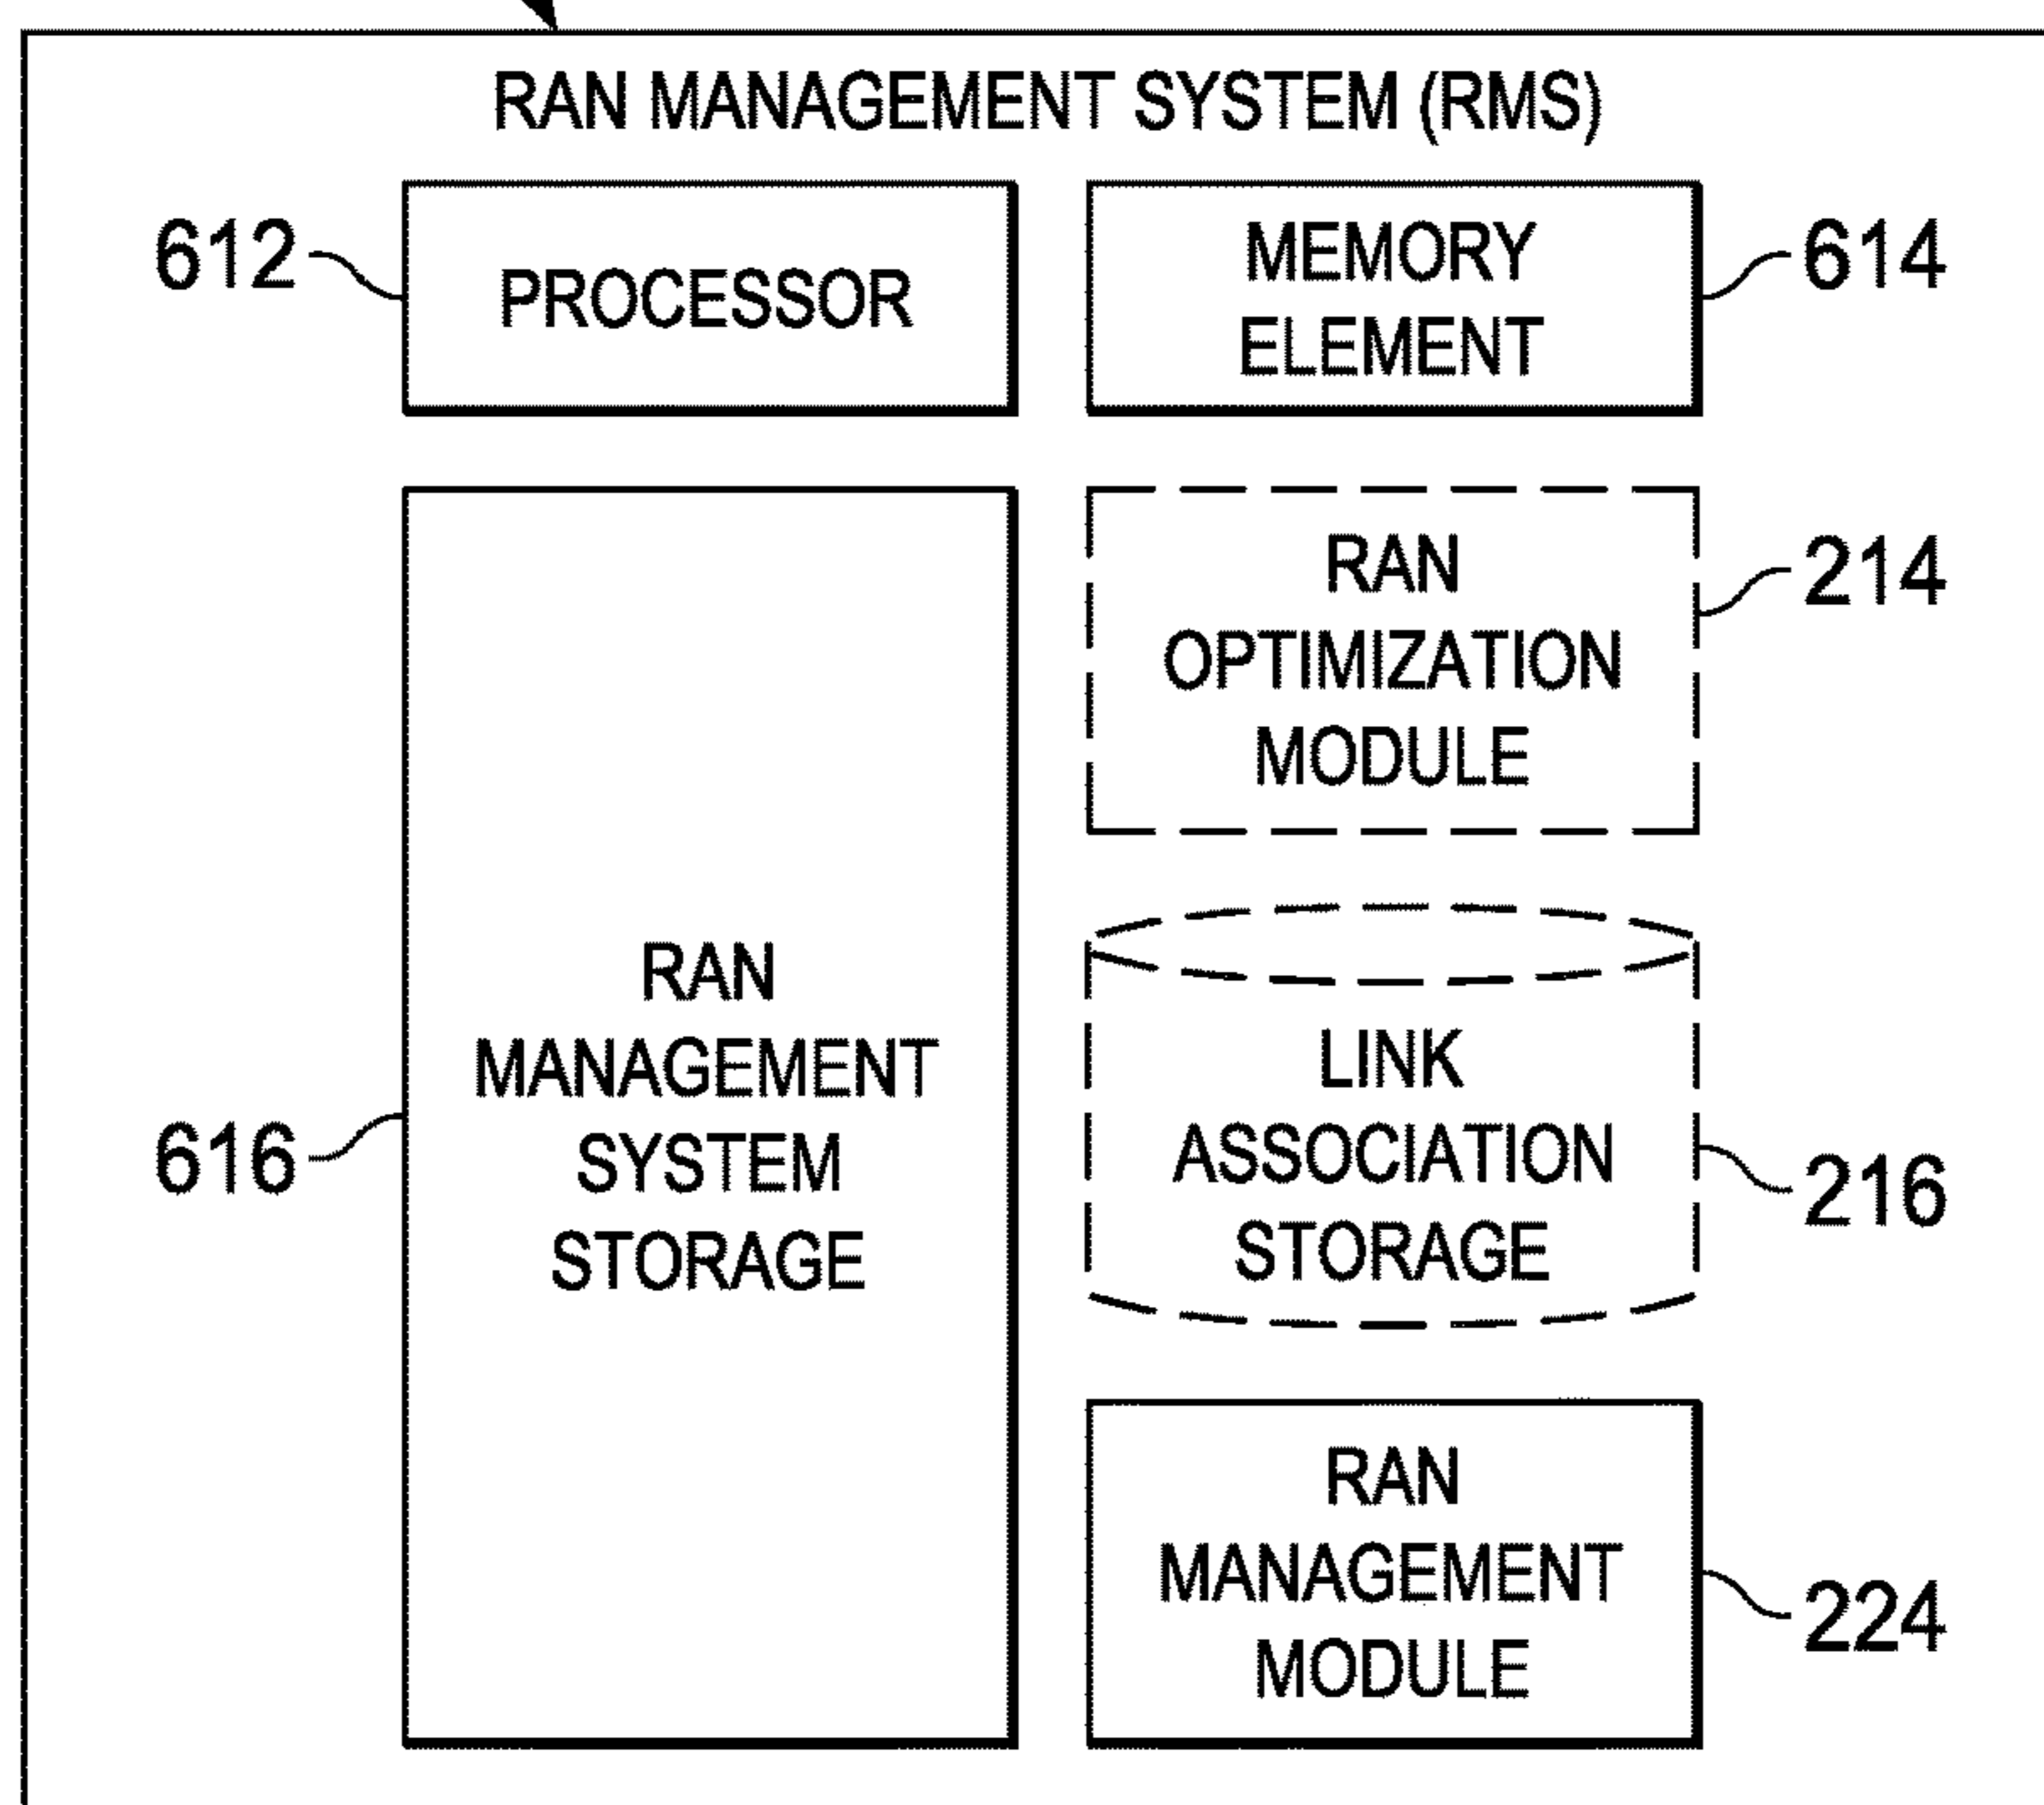 RAN MANAGEMENT SYSTEM (RMS)
612
PROCESSOR
MEMORY
ELEMENT
614
RAN
OPTIMIZATION
MODULE
214
616
RAN
MANAGEMENT
SYSTEM
STORAGE
LINK
ASSOCIATION
STORAGE
216
RAN
MANAGEMENT
MODULE
224